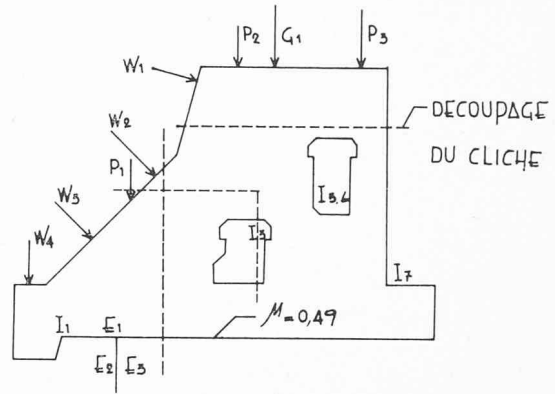 P2 G1 P3
W1
DECOUPAGE
DU CLICHE
W2
P1
I5.6
W3
I3
W4
I7
I1 E1 μ=0,49
E2 E3